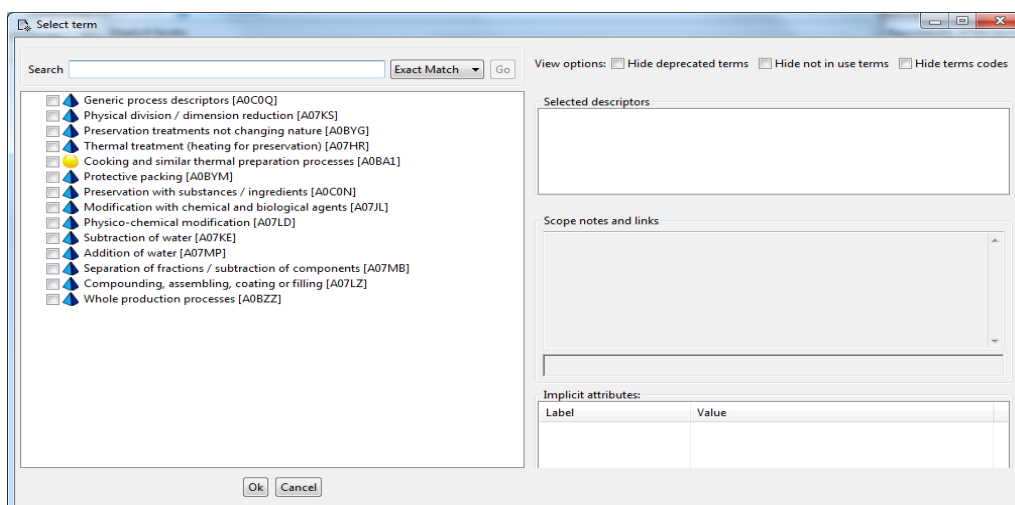 Select term
Search
Exact Match
Go
View options: Hide deprecated terms Hide not in use terms Hide terms codes
Generic process descriptors [A0C0Q]
Physical division / dimension reduction [A07KS]
Preservation treatments not changing nature [A0BYG]
Thermal treatment (heating for preservation) [A07HR]
Cooking and similar thermal preparation processes [A0BA1]
Protective packing [A0BYM]
Preservation with substances / ingredients [A0C0N]
Modification with chemical and biological agents [A07JL]
Physico-chemical modification [A07LD]
Subtraction of water [A07KE]
Addition of water [A07MP]
Separation of fractions / subtraction of components [A07MB]
Compounding, assembling, coating or filling [A07LZ]
Whole production processes [A0BZZ]
Selected descriptors
Scope notes and links
Implicit attributes:
Label Value
Ok Cancel